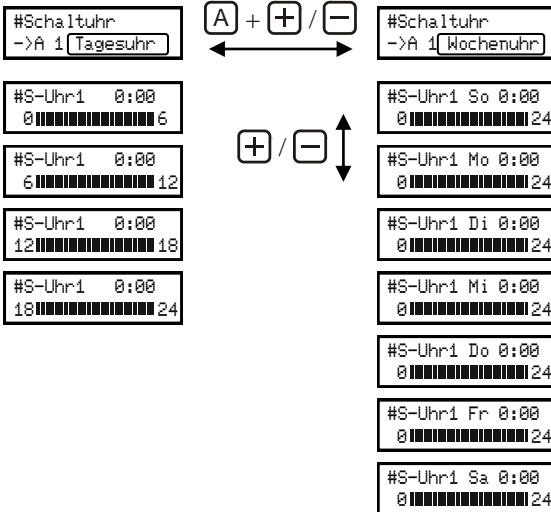 #Schaltuhr
->A 1 Tagesuhr
A + + / −
#Schaltuhr
->A 1 Wochenuhr
#S-Uhr1 0:00
0 6
#S-Uhr1 0:00
6 12
#S-Uhr1 0:00
12 18
#S-Uhr1 0:00
18 24
+ / −
#S-Uhr1 So 0:00
0 24
#S-Uhr1 Mo 0:00
0 24
#S-Uhr1 Di 0:00
0 24
#S-Uhr1 Mi 0:00
0 24
#S-Uhr1 Do 0:00
0 24
#S-Uhr1 Fr 0:00
0 24
#S-Uhr1 Sa 0:00
0 24